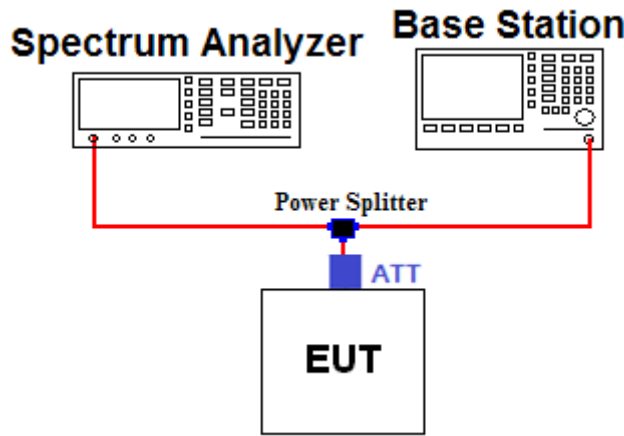 Spectrum Analyzer
Base Station
Power Splitter
ATT
EUT